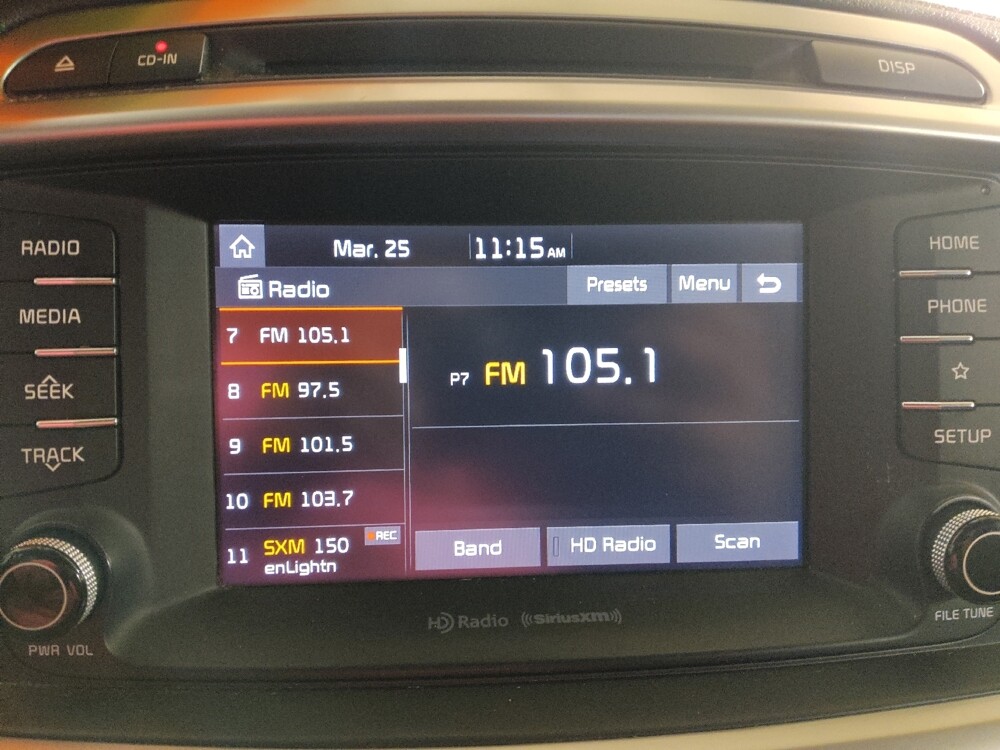 CD-IN
DISP
RADIO
MEDIA
SEEK
TRACK
PWR VOL
Mar. 25 11:15 AM
Radio
Presets Menu
7 FM 105.1
8 FM 97.5
9 FM 101.5
10 FM 103.7
11 SXM 150 REC
enLightn
P7 FM 105.1
Band HD Radio Scan
HD Radio ((SiriusXM))
HOME
PHONE
SETUP
FILE TUNE